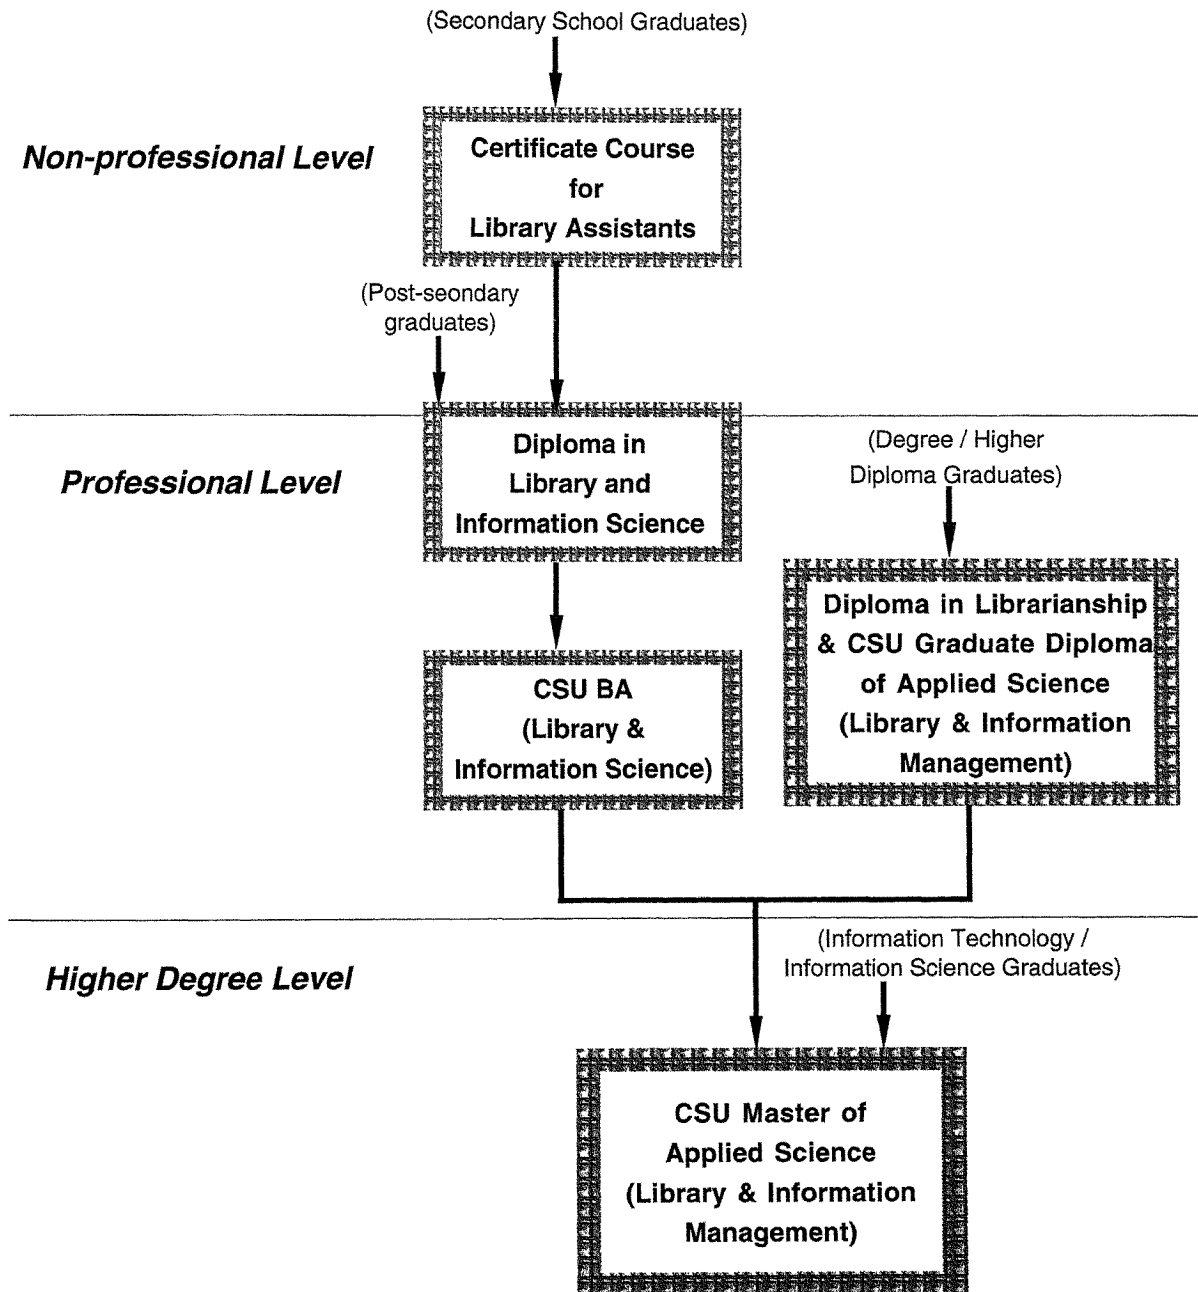 (Secondary School Graduates)
Non-professional Level
Certificate Course
for
Library Assistants
(Post-seondary
graduates)
Professional Level
Diploma in
Library and
Information Science
(Degree / Higher
Diploma Graduates)
CSU BA
(Library &
Information Science)
Diploma in Librarianship
& CSU Graduate Diploma
of Applied Science
(Library & Information
Management)
Higher Degree Level
(Information Technology /
Information Science Graduates)
CSU Master of
Applied Science
(Library & Information
Management)